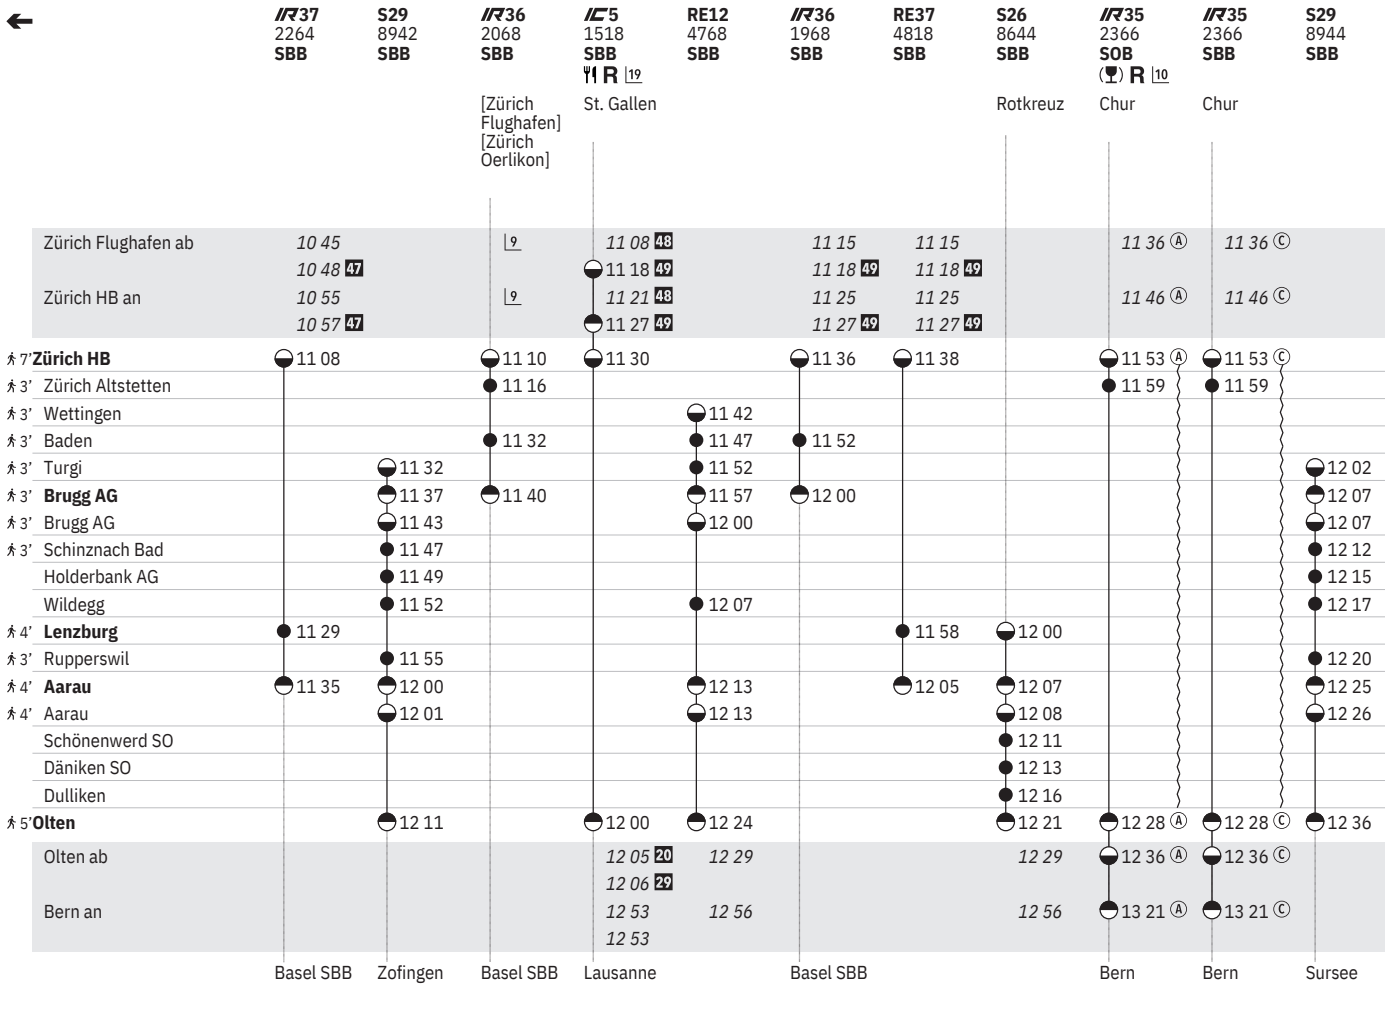 IR37 S29 IR36 IC5 RE12 IR36 RE37 S26 IR35 IR35 S29
2264 8942 2068 1518 4768 1968 4818 8644 2366 2366 8944
SBB SBB SBB SBB SBB SBB SBB SBB SOB SBB SBB
R 19 R 10
[Zürich St. Gallen Rotkreuz Chur Chur
Flughafen]
[Zürich
Oerlikon]
Zürich Flughafen ab 10 45 9 11 08 48 11 15 11 15 11 36 A 11 36 C
10 48 47 11 18 49 11 18 49 11 18 49
Zürich HB an 10 55 9 11 21 48 11 25 11 25 11 46 A 11 46 C
10 57 47 11 27 49 11 27 49 11 27 49
7’ Zürich HB 11 08 11 10 11 30 11 36 11 38 11 53 A 11 53 C
3’ Zürich Altstetten 11 16 11 59 11 59
3’ Wettingen 11 42
3’ Baden 11 32 11 47 11 52
3’ Turgi 11 32 11 52 12 02
3’ Brugg AG 11 37 11 40 11 57 12 00 12 07
3’ Brugg AG 11 43 12 00 12 07
3’ Schinznach Bad 11 47 12 12
Holderbank AG 11 49 12 15
Wildegg 11 52 12 07 12 17
4’ Lenzburg 11 29 11 58 12 00
3’ Rupperswil 11 55 12 20
4’ Aarau 11 35 12 00 12 13 12 05 12 07 12 25
4’ Aarau 12 01 12 13 12 08 12 26
Schönenwerd SO 12 11
Däniken SO 12 13
Dulliken 12 16
5’ Olten 12 11 12 00 12 24 12 21 12 28 A 12 28 C 12 36
Olten ab 12 05 20 12 29 12 29 12 36 A 12 36 C
12 06 29
Bern an 12 53 12 56 12 56 13 21 A 13 21 C
12 53
Basel SBB Zofingen Basel SBB Lausanne Basel SBB Bern Bern Sursee